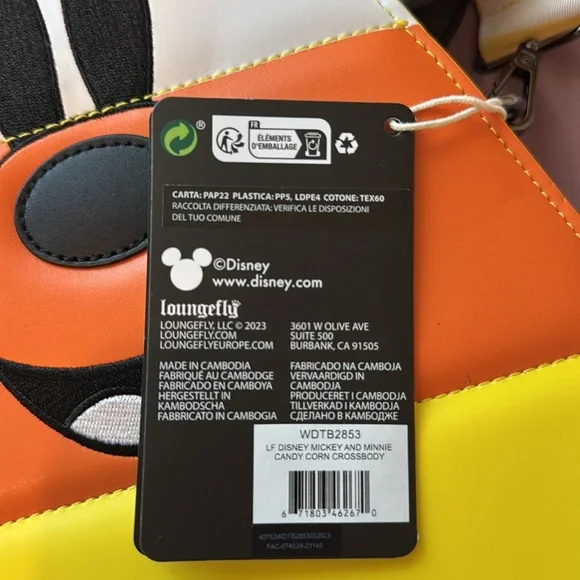 ®
FR
ÉLÉMENTS
D'EMBALLAGE
CARTA: PAP22 PLASTICA: PP5, LDPE4 COTONE: TEX60
RACCOLTA DIFFERENZIATA: VERIFICA LE DISPOSIZIONI
DEL TUO COMUNE
©Disney
www.disney.com
loungefly
LOUNGEFLY, LLC © 2023
LOUNGEFLY.COM
LOUNGEFLYEUROPE.COM
3601 W OLIVE AVE
SUITE 500
BURBANK, CA 91505
MADE IN CAMBODIA
FABRIQUÉ AU CAMBODGE
FABRICADO EN CAMBOYA
HERGESTELLT IN
KAMBODSCHA
FABBRICATO IN CAMBOGIA
FABRICADO NA CAMBOJA
VERVAARDIGD IN
CAMBODJA
PRODUCERET I CAMBODJA
TILLVERKAD I KAMBODJA
СДЕЛАНО В КАМБОДЖЕ
WDTB2853
LF DISNEY MICKEY AND MINNIE
CANDY CORN CROSSBODY
6 71803 46267 0